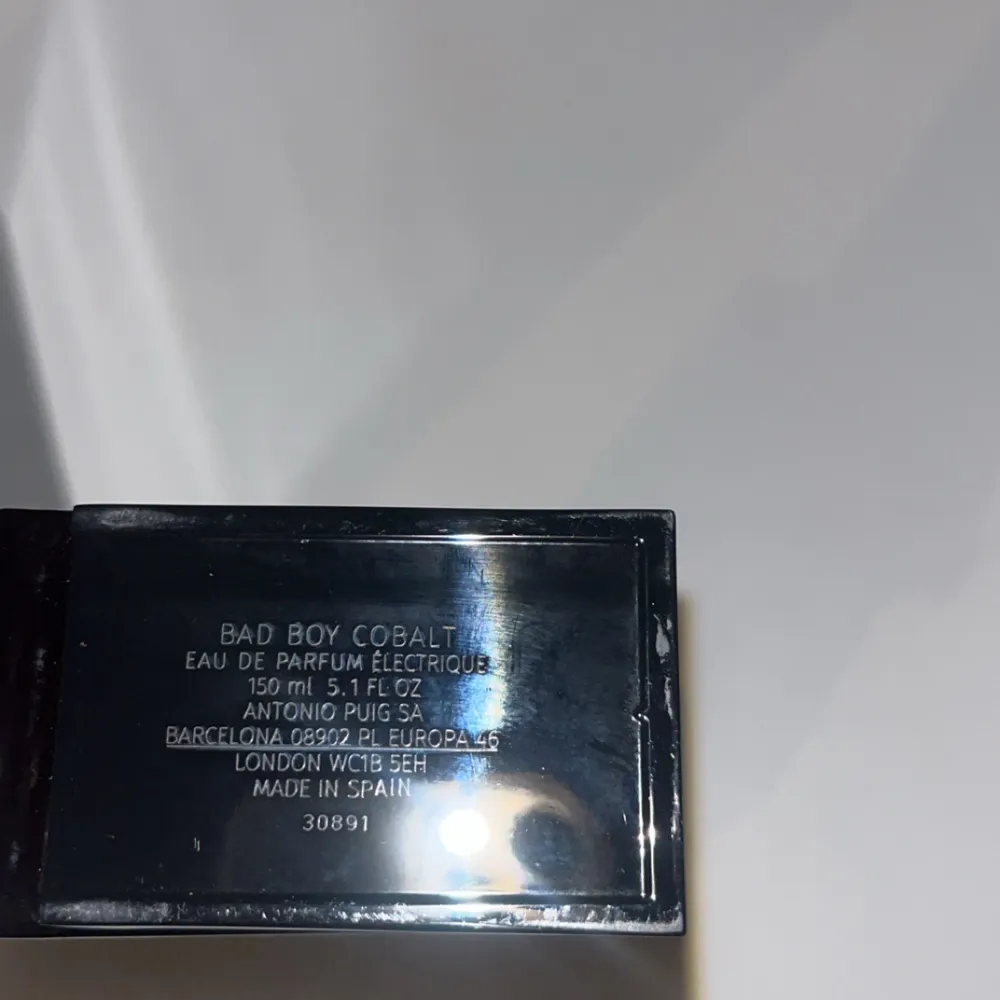 BAD BOY COBALT
EAU DE PARFUM ÉLECTRIQUE
150 ml 5.1 FL OZ
ANTONIO PUIG SA
BARCELONA 08902 PL EUROPA 46
LONDON WC1B 5EH
MADE IN SPAIN
30891